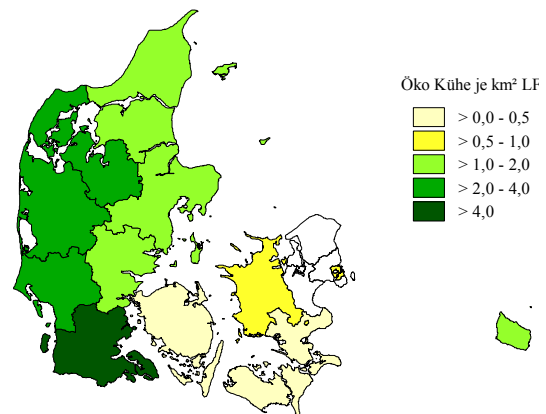 Öko Kühe je km² LF
> 0,0 - 0,5
> 0,5 - 1,0
> 1,0 - 2,0
> 2,0 - 4,0
> 4,0